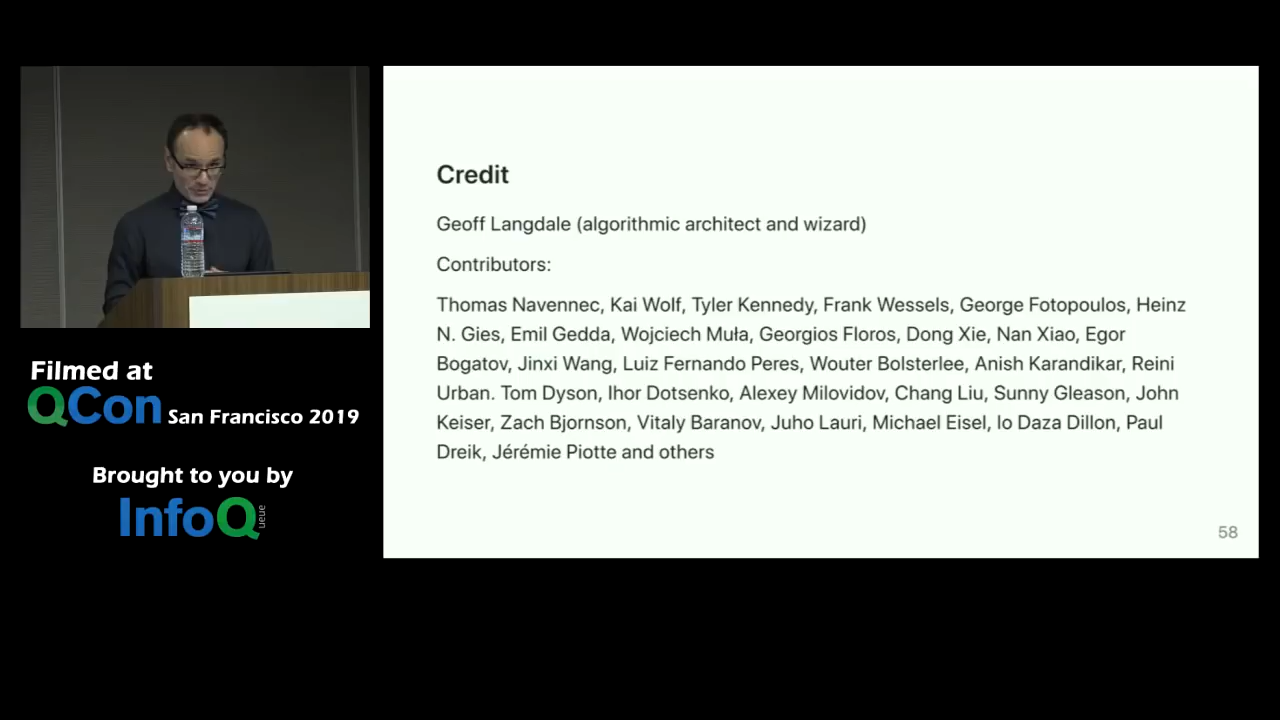 Filmed at
QCon San Francisco 2019
Brought to you by
InfoQ
ueue
Credit
Geoff Langdale (algorithmic architect and wizard)
Contributors:
Thomas Navennec, Kai Wolf, Tyler Kennedy, Frank Wessels, George Fotopoulos, Heinz
N. Gies, Emil Gedda, Wojciech Muła, Georgios Floros, Dong Xie, Nan Xiao, Egor
Bogatov, Jinxi Wang, Luiz Fernando Peres, Wouter Bolsterlee, Anish Karandikar, Reini
Urban. Tom Dyson, Ihor Dotsenko, Alexey Milovidov, Chang Liu, Sunny Gleason, John
Keiser, Zach Bjornson, Vitaly Baranov, Juho Lauri, Michael Eisel, Io Daza Dillon, Paul
Dreik, Jérémie Piotte and others
58